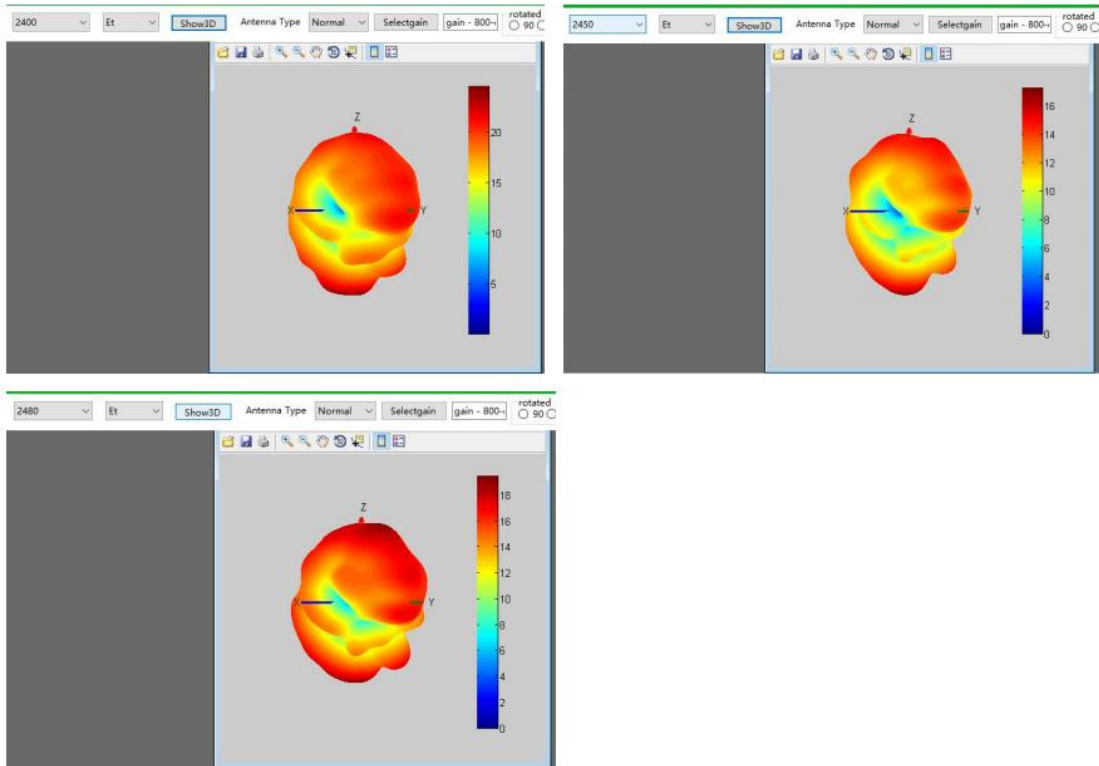 2400 Et Show3D Antenna Type Normal Selectgain gain - 800- rotated
90
Z
X
Y
20
15
10
5
2450 Et Show3D Antenna Type Normal Selectgain gain - 800- rotated
90
Z
X
Y
16
14
12
10
8
6
4
2
0
2480 Et Show3D Antenna Type Normal Selectgain gain - 800- rotated
90
Z
X
Y
18
16
14
12
10
8
6
4
2
0